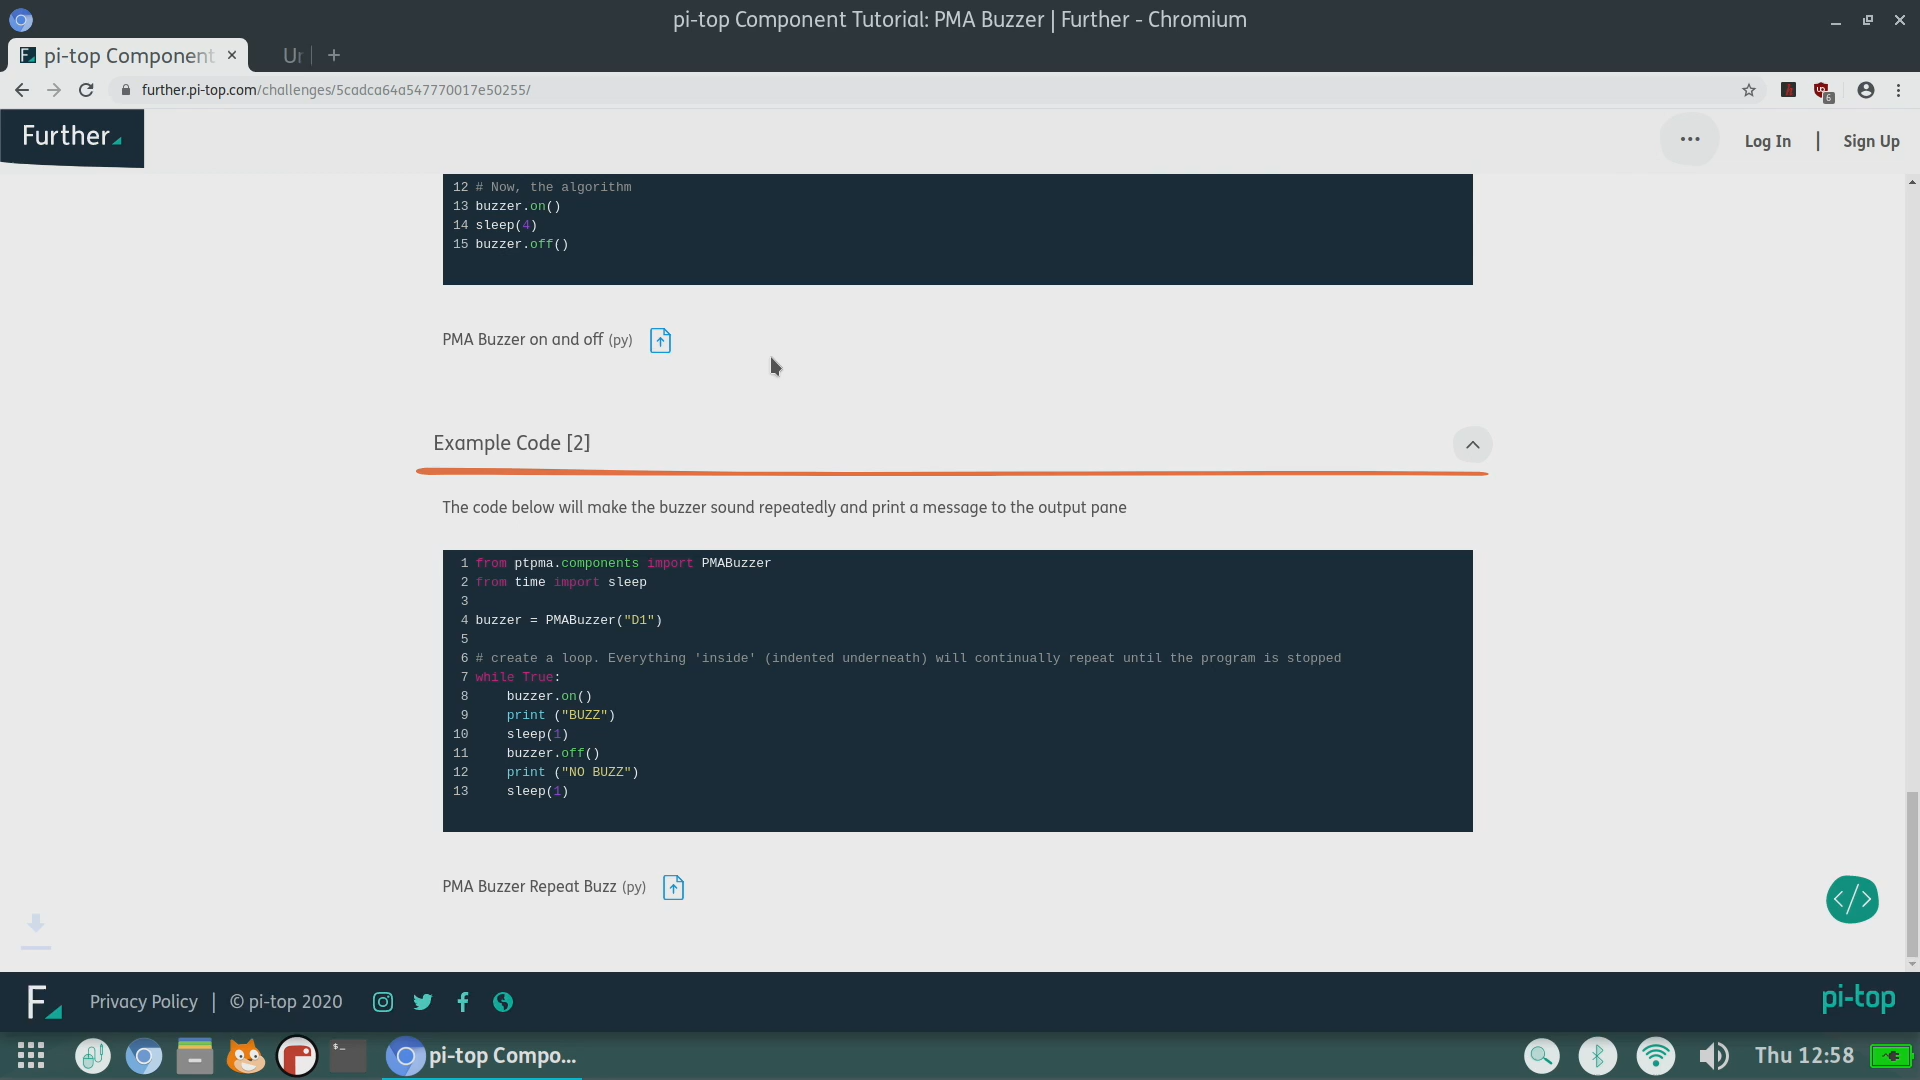 pi-top Component Tutorial: PMA Buzzer | Further - Chromium
pi-top Component
Ur
further.pi-top.com/challenges/5cadca64a547770017e50255/
6
Further
Log In | Sign Up
12 # Now, the algorithm
13 buzzer.on()
14 sleep(4)
15 buzzer.off()
PMA Buzzer on and off (py)
Example Code [2]
The code below will make the buzzer sound repeatedly and print a message to the output pane
1 from ptpma.components import PMABuzzer
2 from time import sleep
3
4 buzzer = PMABuzzer("D1")
5
6 # create a loop. Everything 'inside' (indented underneath) will continually repeat until the program is stopped
7 while True:
8     buzzer.on()
9     print ("BUZZ")
10     sleep(1)
11     buzzer.off()
12     print ("NO BUZZ")
13     sleep(1)
PMA Buzzer Repeat Buzz (py)
</>
F
Privacy Policy | © pi-top 2020
pi-top
$_
pi-top Compo...
Thu 12:58